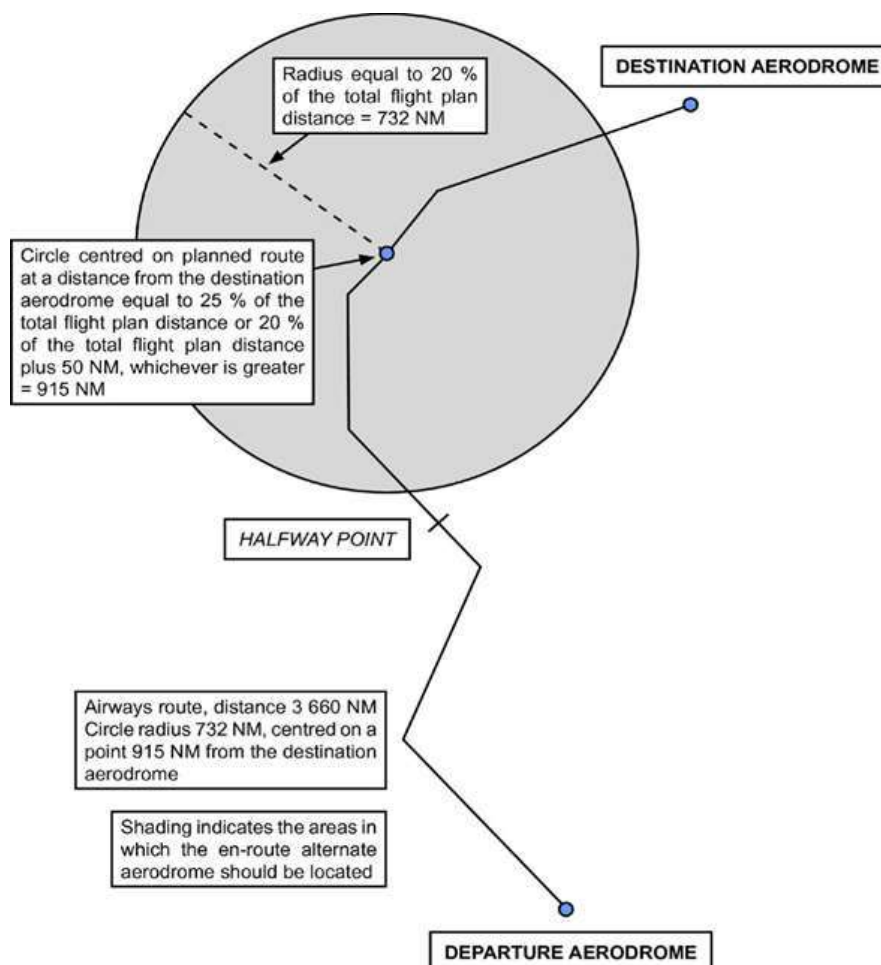 Radius equal to 20 %
of the total flight plan
distance = 732 NM
DESTINATION AERODROME
Circle centred on planned route
at a distance from the destination
aerodrome equal to 25 % of the
total flight plan distance or 20 %
of the total flight plan distance
plus 50 NM, whichever is greater
= 915 NM
HALFWAY POINT
Airways route, distance 3 660 NM
Circle radius 732 NM, centred on a
point 915 NM from the destination
aerodrome
Shading indicates the areas in
which the en-route alternate
aerodrome should be located
DEPARTURE AERODROME